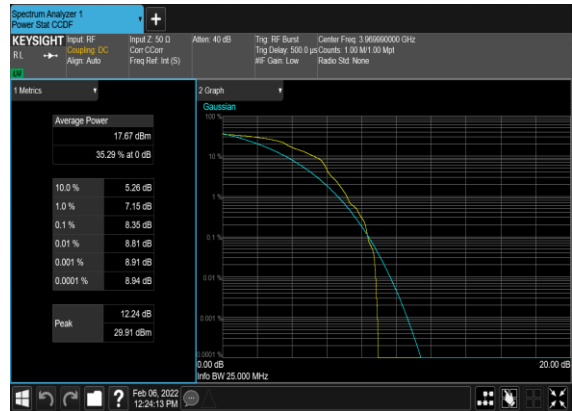 Spectrum Analyzer 1
Power Stat CCDF
KEYSIGHT
R L
LV
Input: RF
Coupling: DC
Align: Auto
Input Z: 50 Ω
Corr CCorr
Freq Ref: Int (S)
Atten: 40 dB
Trig: RF Burst
Trig Delay: 500.0 µs
#IF Gain: Low
Center Freq: 3.969990000 GHz
Counts: 1.00 M/1.00 Mpt
Radio Std: None
1 Metrics
Average Power
17.67 dBm
35.29 % at 0 dB
10.0 % 5.26 dB
1.0 % 7.15 dB
0.1 % 8.35 dB
0.01 % 8.81 dB
0.001 % 8.91 dB
0.0001 % 8.94 dB
Peak
12.24 dB
29.91 dBm
2 Graph
Gaussian
100 %
10 %
1 %
0.1 %
0.01 %
0.001 %
0.0001 %
0.00 dB 20.00 dB
Info BW 25.000 MHz
Feb 06, 2022
12:24:13 PM